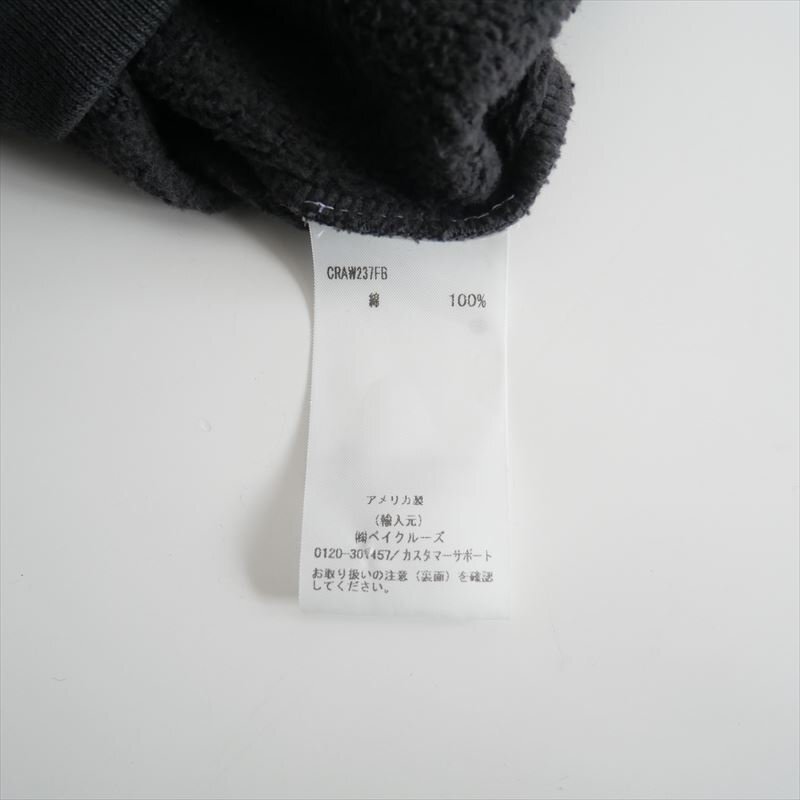 CRAW237FB
綿 100%
アメリカ製
(輸入元)
㈱ベイクルーズ
0120-301457/カスタマーサポート
お取り扱いの注意(裏面)を確認
してください。